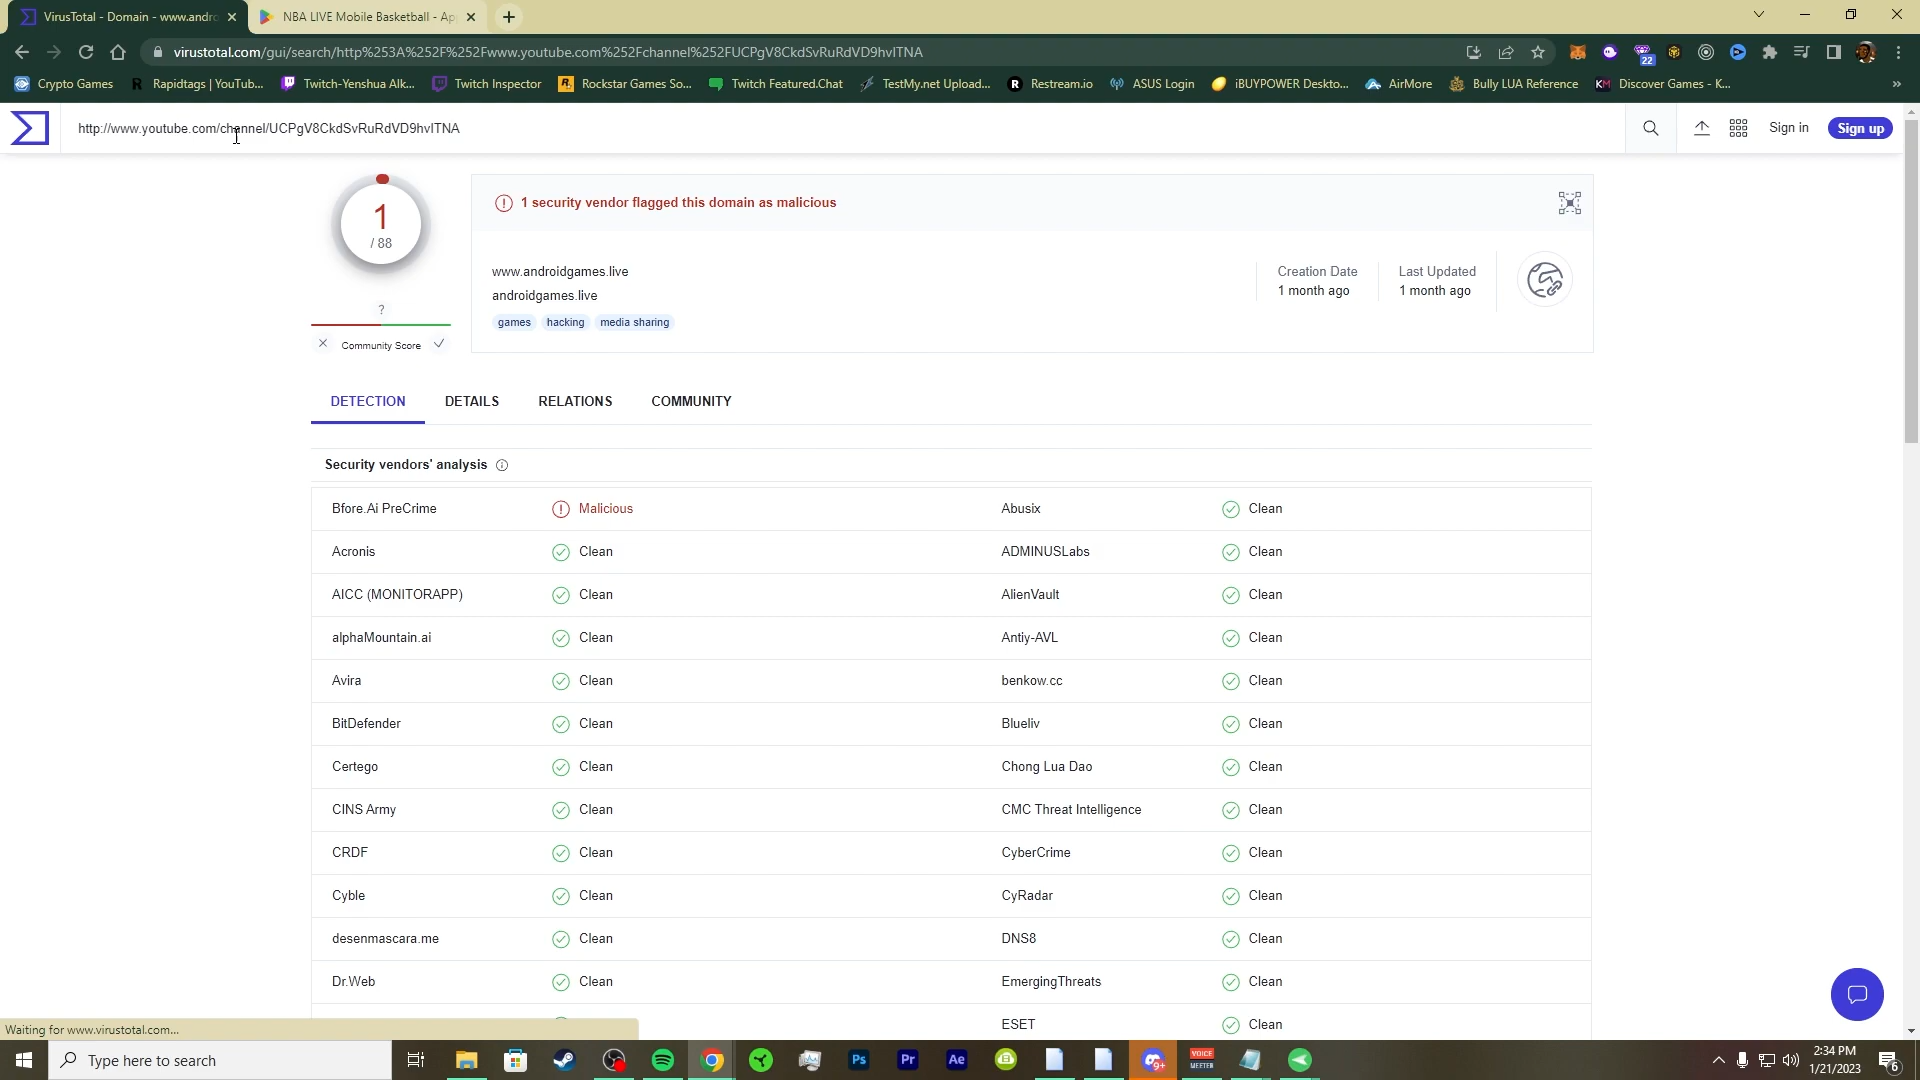 VirusTotal - Domain - www.andro
NBA LIVE Mobile Basketball - Ap
virustotal.com/gui/search/http%253A%252F%252Fwww.youtube.com%252Fchannel%252FUCPgV8CkdSvRuRdVD9hvITNA
22
Crypto Games
Rapidtags | YouTub...
Twitch-Yenshua Alk...
Twitch Inspector
Rockstar Games So...
Twitch Featured.Chat
TestMy.net Upload...
Restream.io
ASUS Login
iBUYPOWER Deskto...
AirMore
Bully LUA Reference
KM
Discover Games - K...
»
http://www.youtube.com/channel/UCPgV8CkdSvRuRdVD9hvITNA
Sign in
Sign up
1
/ 88
?
Community Score
1 security vendor flagged this domain as malicious
www.androidgames.live
androidgames.live
games
hacking
media sharing
Creation Date
1 month ago
Last Updated
1 month ago
DETECTION
DETAILS
RELATIONS
COMMUNITY
Security vendors' analysis
Bfore.Ai PreCrime
Malicious
Abusix
Clean
Acronis
Clean
ADMINUSLabs
Clean
AICC (MONITORAPP)
Clean
AlienVault
Clean
alphaMountain.ai
Clean
Antiy-AVL
Clean
Avira
Clean
benkow.cc
Clean
BitDefender
Clean
Blueliv
Clean
Certego
Clean
Chong Lua Dao
Clean
CINS Army
Clean
CMC Threat Intelligence
Clean
CRDF
Clean
CyberCrime
Clean
Cyble
Clean
CyRadar
Clean
desenmascara.me
Clean
DNS8
Clean
Dr.Web
Clean
EmergingThreats
Clean
ESET
Clean
Waiting for www.virustotal.com...
Type here to search
Ps
Pr
Ae
9+
VOICE
MEETER
2:34 PM
1/21/2023
6